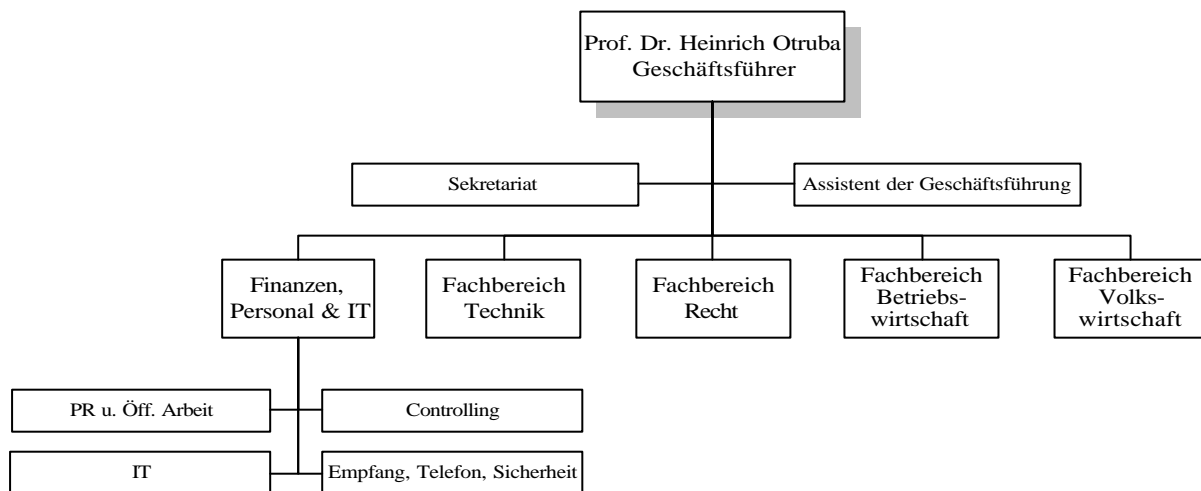 Prof. Dr. Heinrich Otruba
Geschäftsführer
Sekretariat
Assistent der Geschäftsführung
Finanzen,
Personal & IT
Fachbereich
Technik
Fachbereich
Recht
Fachbereich
Betriebs-
wirtschaft
Fachbereich
Volks-
wirtschaft
PR u. Öff. Arbeit
Controlling
IT
Empfang, Telefon, Sicherheit